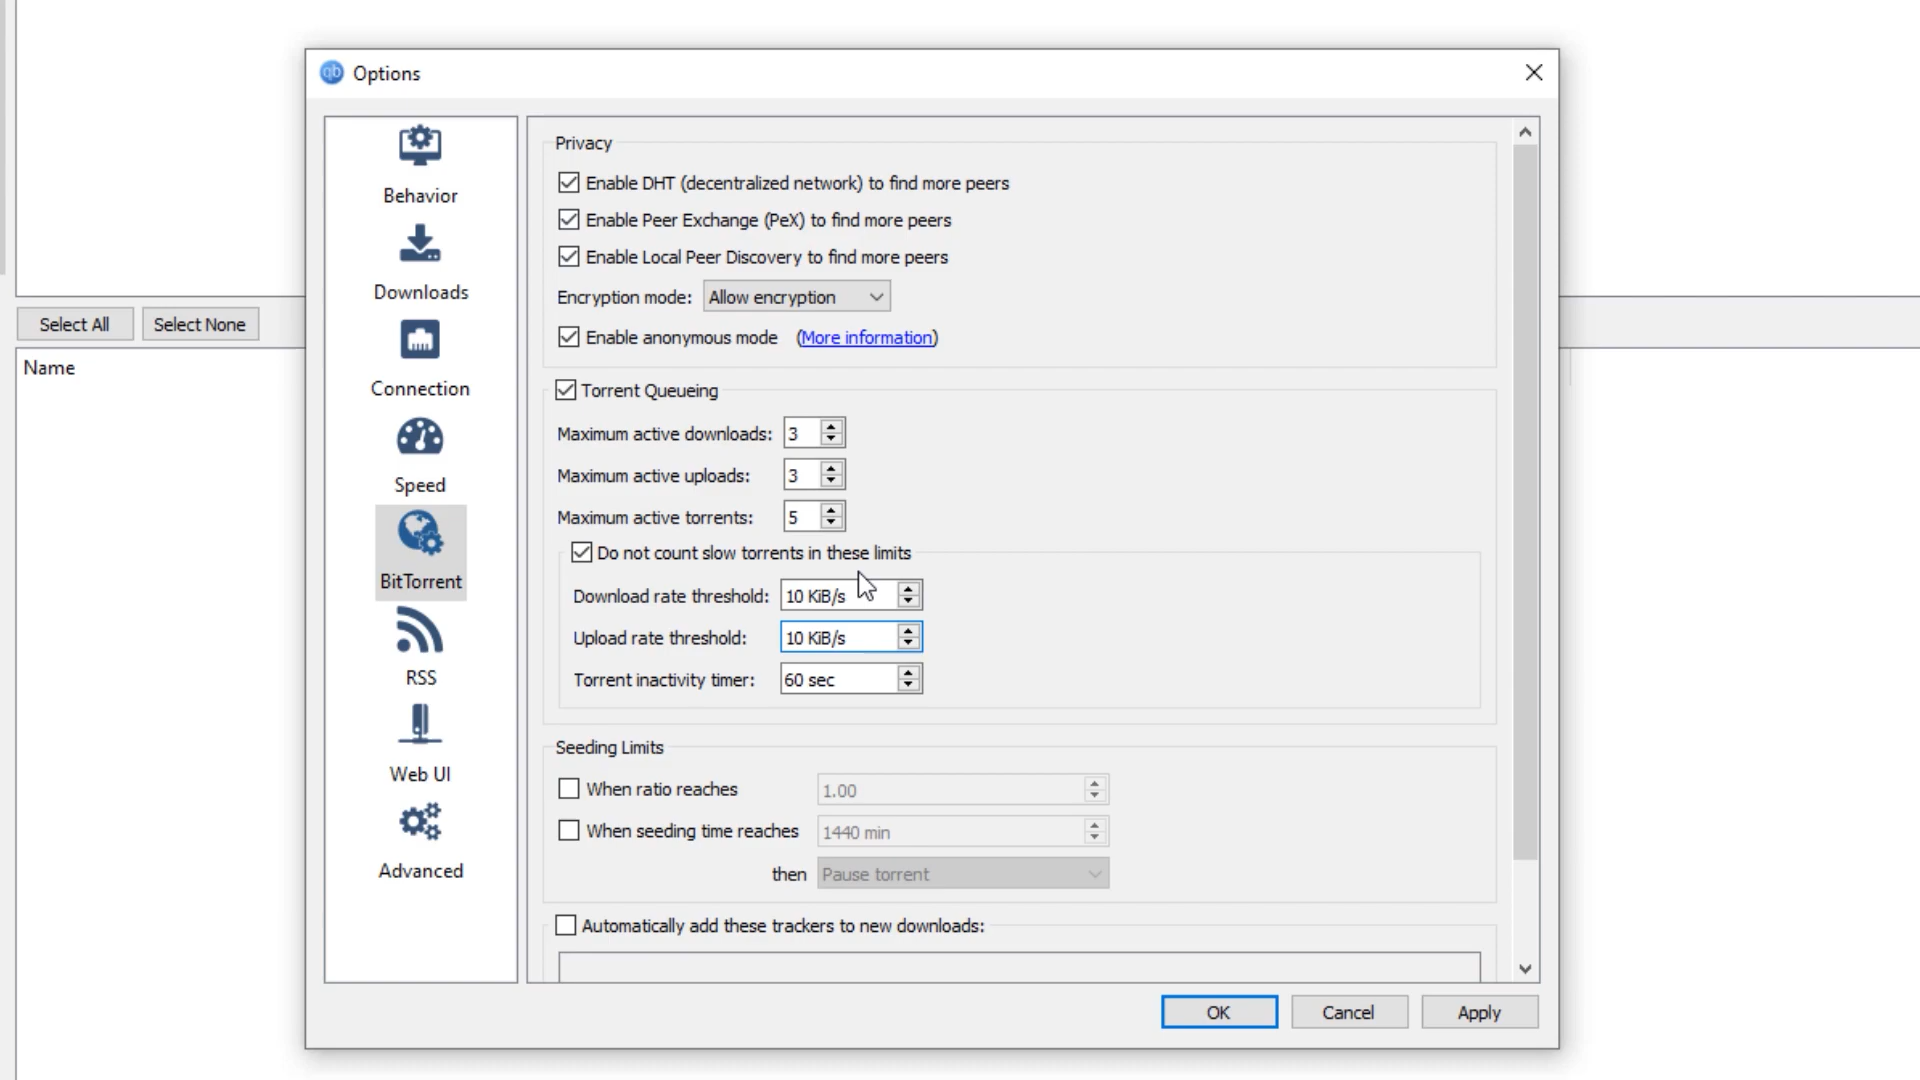 qb Options
Select All
Select None
Name
Behavior
Downloads
Connection
Speed
BitTorrent
RSS
Web UI
Advanced
Privacy
Enable DHT (decentralized network) to find more peers
Enable Peer Exchange (PeX) to find more peers
Enable Local Peer Discovery to find more peers
Encryption mode: Allow encryption
Enable anonymous mode (More information)
Torrent Queueing
Maximum active downloads: 3
Maximum active uploads: 3
Maximum active torrents: 5
Do not count slow torrents in these limits
Download rate threshold: 10 KiB/s
Upload rate threshold: 10 KiB/s
Torrent inactivity timer: 60 sec
Seeding Limits
When ratio reaches 1.00
When seeding time reaches 1440 min
then Pause torrent
Automatically add these trackers to new downloads:
OK Cancel Apply